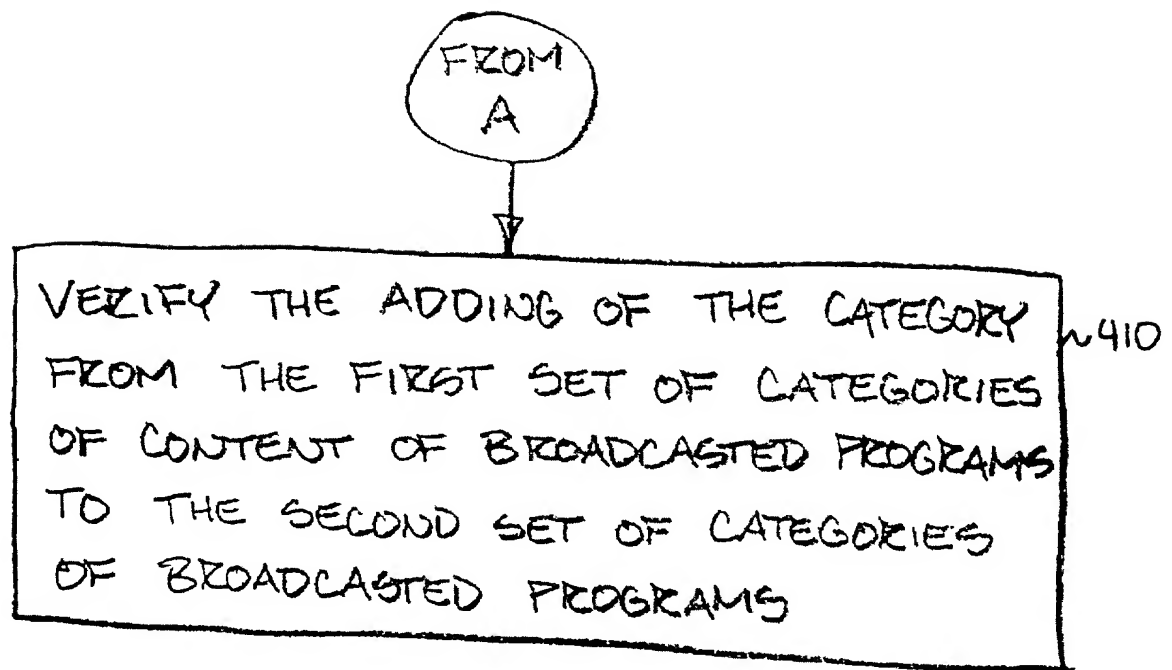 FROM
A
VERIFY THE ADDING OF THE CATEGORY
FROM THE FIRST SET OF CATEGORIES
OF CONTENT OF BROADCASTED PROGRAMS
TO THE SECOND SET OF CATEGORIES
OF BROADCASTED PROGRAMS
410